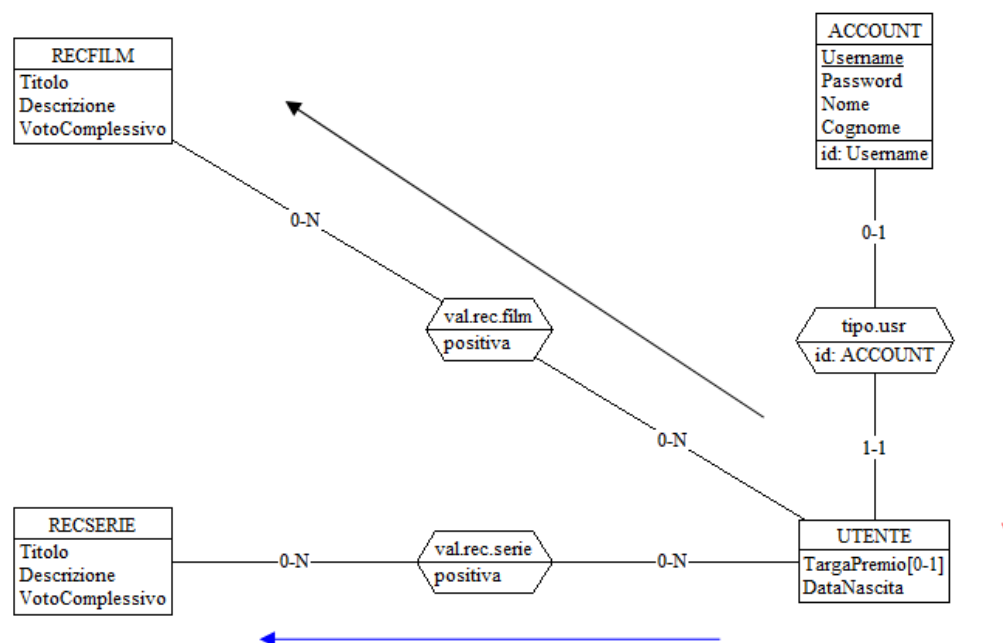 RECFILM
Titolo
Descrizione
VotoComplessivo
ACCOUNT
Username
Password
Nome
Cognome
id: Username
0-N
0-1
val.rec.film
positiva
tipo.usr
id: ACCOUNT
0-N
1-1
RECSERIE
Titolo
Descrizione
VotoComplessivo
0-N
val.rec.serie
positiva
0-N
UTENTE
TargaPremio[0-1]
DataNascita